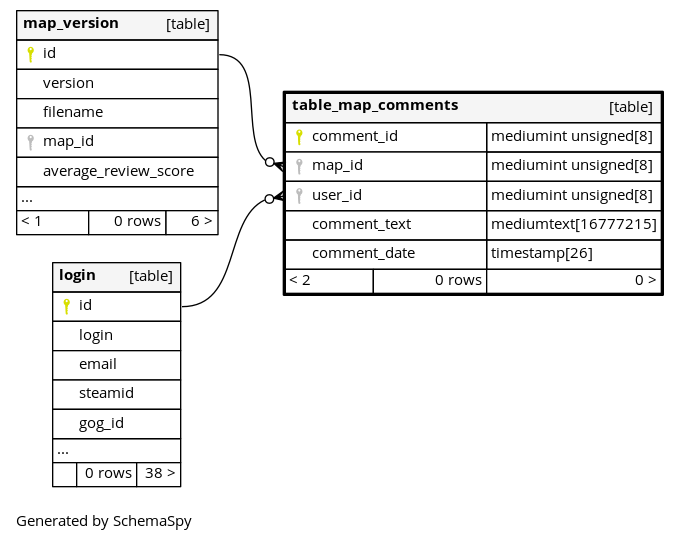 map_version [table]
id
version
filename
map_id
average_review_score
...
< 1 0 rows 6 >
table_map_comments [table]
comment_id mediumint unsigned[8]
map_id mediumint unsigned[8]
user_id mediumint unsigned[8]
comment_text mediumtext[16777215]
comment_date timestamp[26]
< 2 0 rows 0 >
login [table]
id
login
email
steamid
gog_id
...
0 rows 38 >
Generated by SchemaSpy